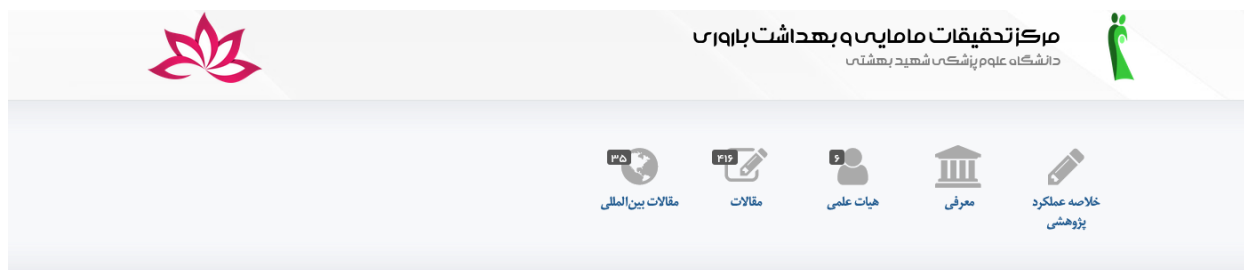 مرکز تحقیقات مامایی و بهداشت باروری
دانشگاه علوم پزشکی شهید بهشتی
۶
۴۱۶
۳۵
خلاصه عملکرد
پژوهشی
معرفی
هیات علمی
مقالات
مقالات بین‌المللی